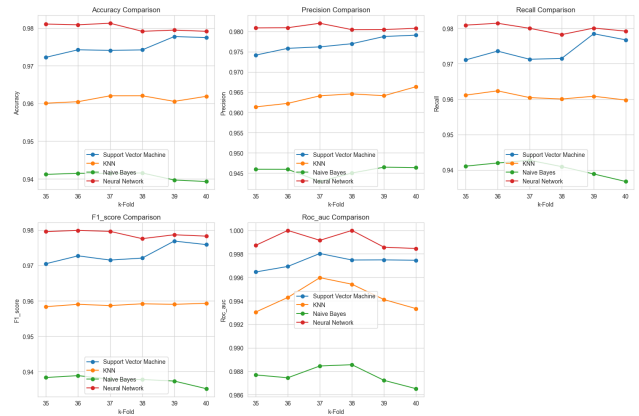 Accuracy Comparison
0.98
0.97
0.96
0.95
0.94
Accuracy
35 36 37 38 39 40
k-Fold
Support Vector Machine
KNN
Naive Bayes
Neural Network
Precision Comparison
0.980
0.975
0.970
0.965
0.960
0.955
0.950
0.945
Precision
35 36 37 38 39 40
k-Fold
Support Vector Machine
KNN
Naive Bayes
Neural Network
Recall Comparison
0.98
0.97
0.96
0.95
0.94
Recall
35 36 37 38 39 40
k-Fold
Support Vector Machine
KNN
Naive Bayes
Neural Network
F1_score Comparison
0.98
0.97
0.96
0.95
0.94
F1_score
35 36 37 38 39 40
k-Fold
Support Vector Machine
KNN
Naive Bayes
Neural Network
Roc_auc Comparison
1.000
0.998
0.996
0.994
0.992
0.990
0.988
0.986
Roc_auc
35 36 37 38 39 40
k-Fold
Support Vector Machine
KNN
Naive Bayes
Neural Network